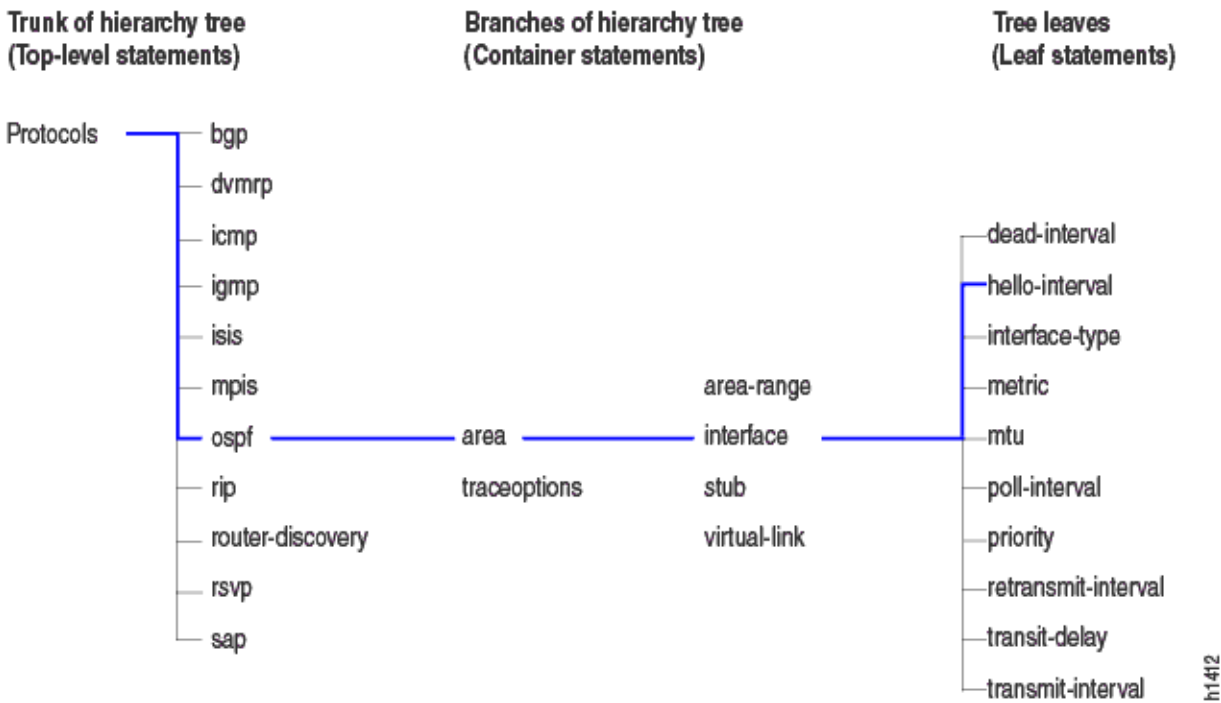 Trunk of hierarchy tree
(Top-level statements)
Branches of hierarchy tree
(Container statements)
Tree leaves
(Leaf statements)
Protocols
bgp
dvmrp
icmp
igmp
isis
mpis
ospf
rip
router-discovery
rsvp
sap
area
traceoptions
area-range
interface
stub
virtual-link
dead-interval
hello-interval
interface-type
metric
mtu
poll-interval
priority
retransmit-interval
transit-delay
transmit-interval
h1412